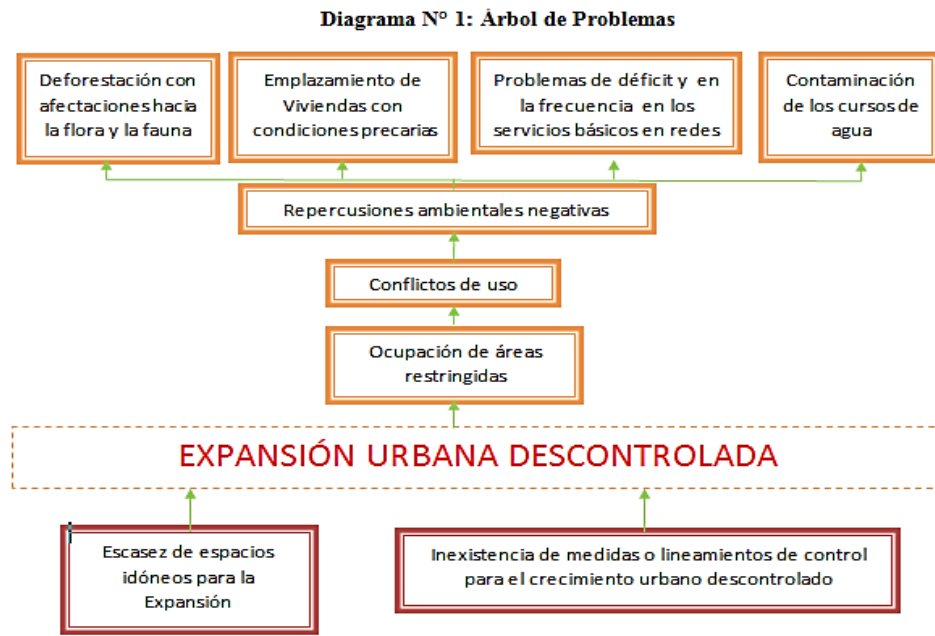 Diagrama N° 1: Árbol de Problemas
Deforestación con
afectaciones hacia
la flora y la fauna
Emplazamiento de
Viviendas con
condiciones precarias
Problemas de déficit y en
la frecuencia en los
servicios básicos en redes
Contaminación
de los cursos de
agua
Repercusiones ambientales negativas
Conflictos de uso
Ocupación de áreas
restringidas
EXPANSIÓN URBANA DESCONTROLADA
Escasez de espacios
idóneos para la
Expansión
Inexistencia de medidas o lineamientos de control
para el crecimiento urbano descontrolado